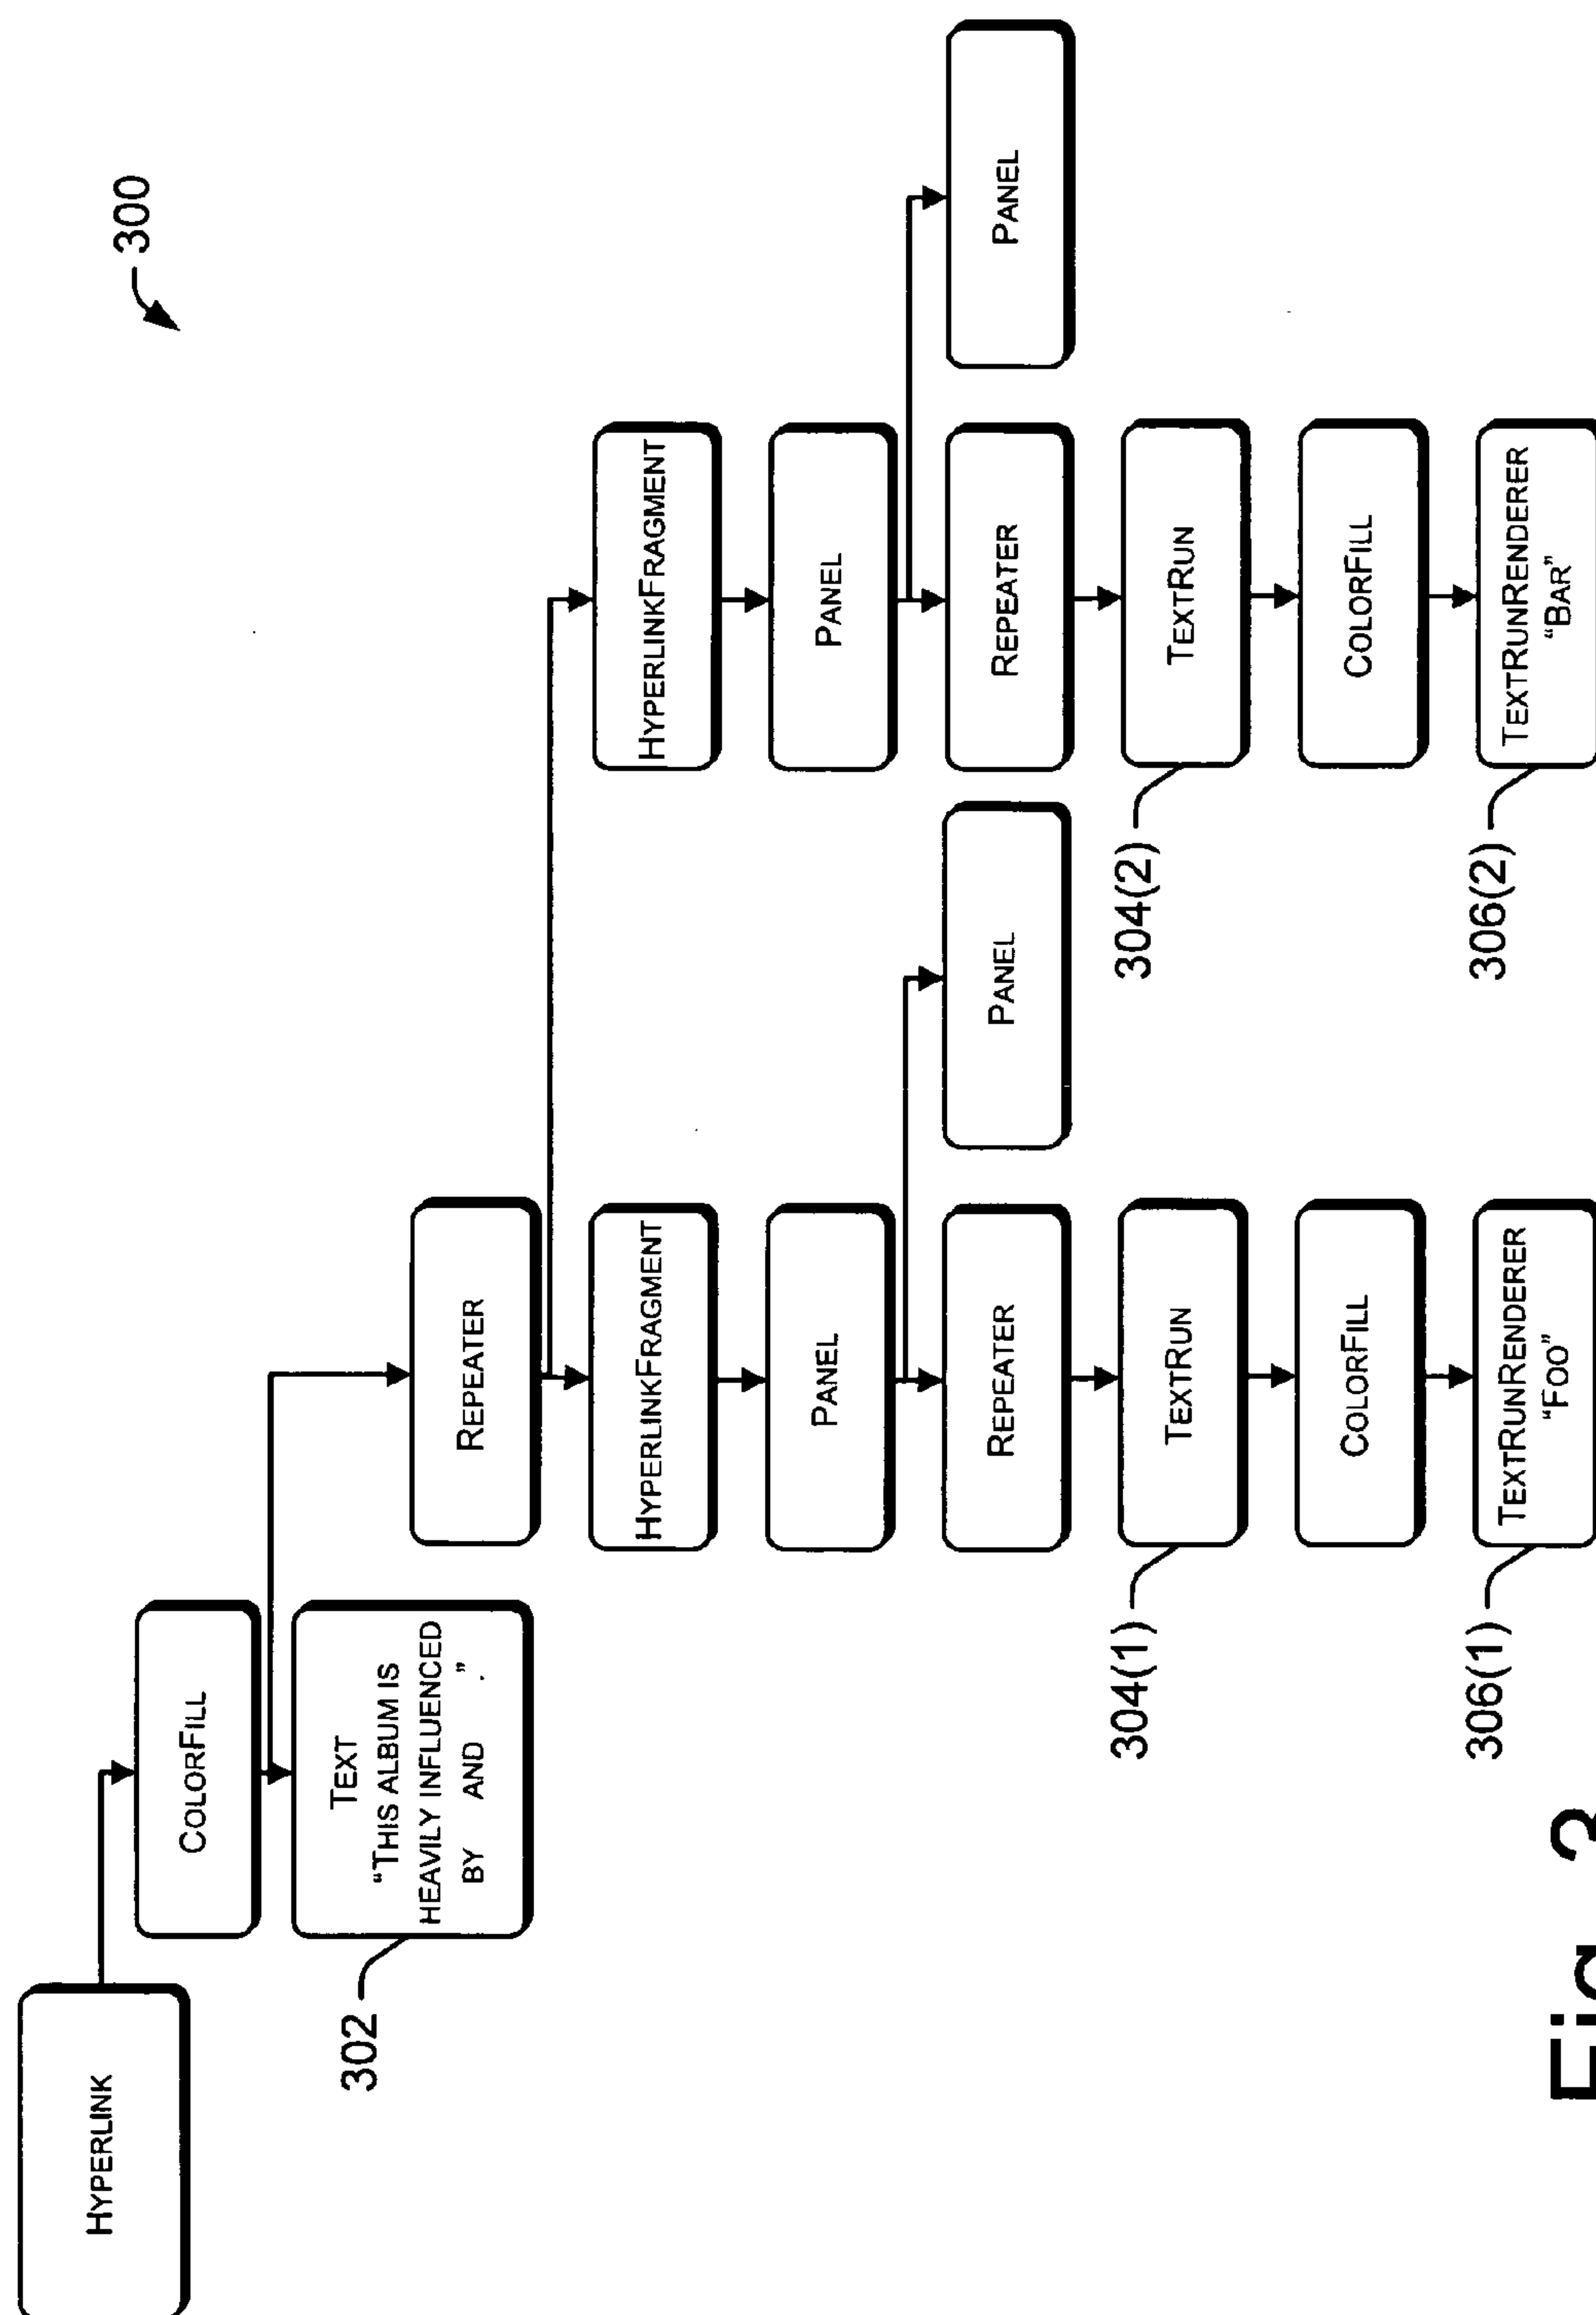 300
HYPERLINK
COLORFILL
TEXT
“THIS ALBUM IS
HEAVILY INFLUENCED
BY AND .”
302
REPEATER
HYPERLINKFRAGMENT
HYPERLINKFRAGMENT
PANEL
PANEL
REPEATER
PANEL
REPEATER
PANEL
304(1)
TEXTRUN
304(2)
TEXTRUN
COLORFILL
COLORFILL
306(1)
TEXTRUNRENDERER
“FOO”
306(2)
TEXTRUNRENDERER
“BAR”